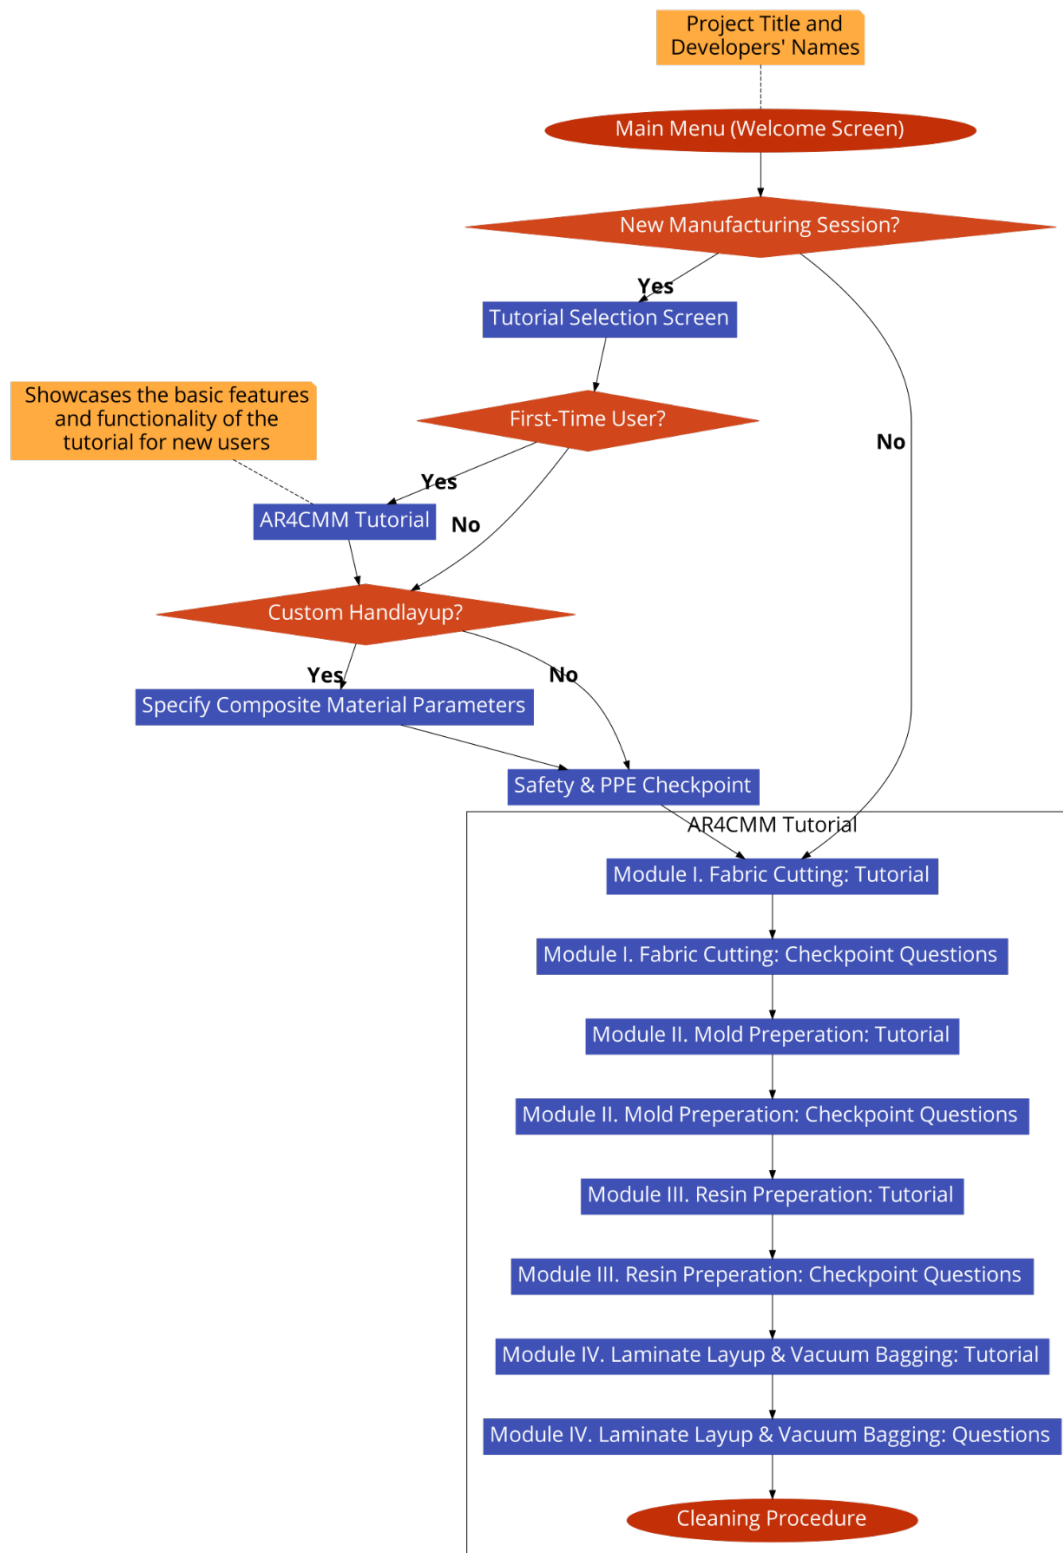 Project Title and
Developers' Names
Main Menu (Welcome Screen)
New Manufacturing Session?
Yes
Tutorial Selection Screen
Showcases the basic features
and functionality of the
tutorial for new users
First-Time User?
No
Yes
AR4CMM Tutorial
No
Custom Handlayup?
Yes
No
Specify Composite Material Parameters
Safety & PPE Checkpoint
AR4CMM Tutorial
Module I. Fabric Cutting: Tutorial
Module I. Fabric Cutting: Checkpoint Questions
Module II. Mold Preperation: Tutorial
Module II. Mold Preperation: Checkpoint Questions
Module III. Resin Preperation: Tutorial
Module III. Resin Preperation: Checkpoint Questions
Module IV. Laminate Layup & Vacuum Bagging: Tutorial
Module IV. Laminate Layup & Vacuum Bagging: Questions
Cleaning Procedure